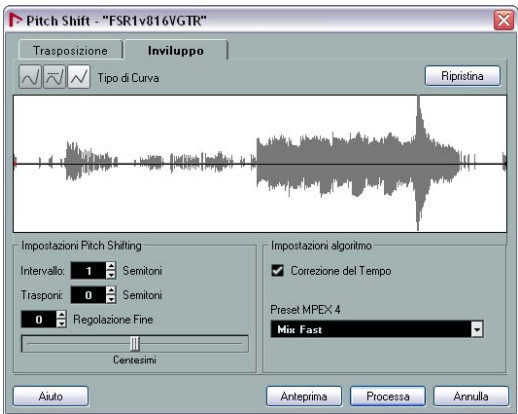 Pitch Shift - "FSR1v816VGTR"
Trasposizione Inviluppo
Tipo di Curva Ripristina
Impostazioni Pitch Shifting
Intervallo: 1 Semitoni
Trasponi: 0 Semitoni
0 Regolazione Fine
Centesimi
Impostazioni algoritmo
Correzione del Tempo
Preset MPEX 4
Mix Fast
Aiuto Anteprima Processa Annulla